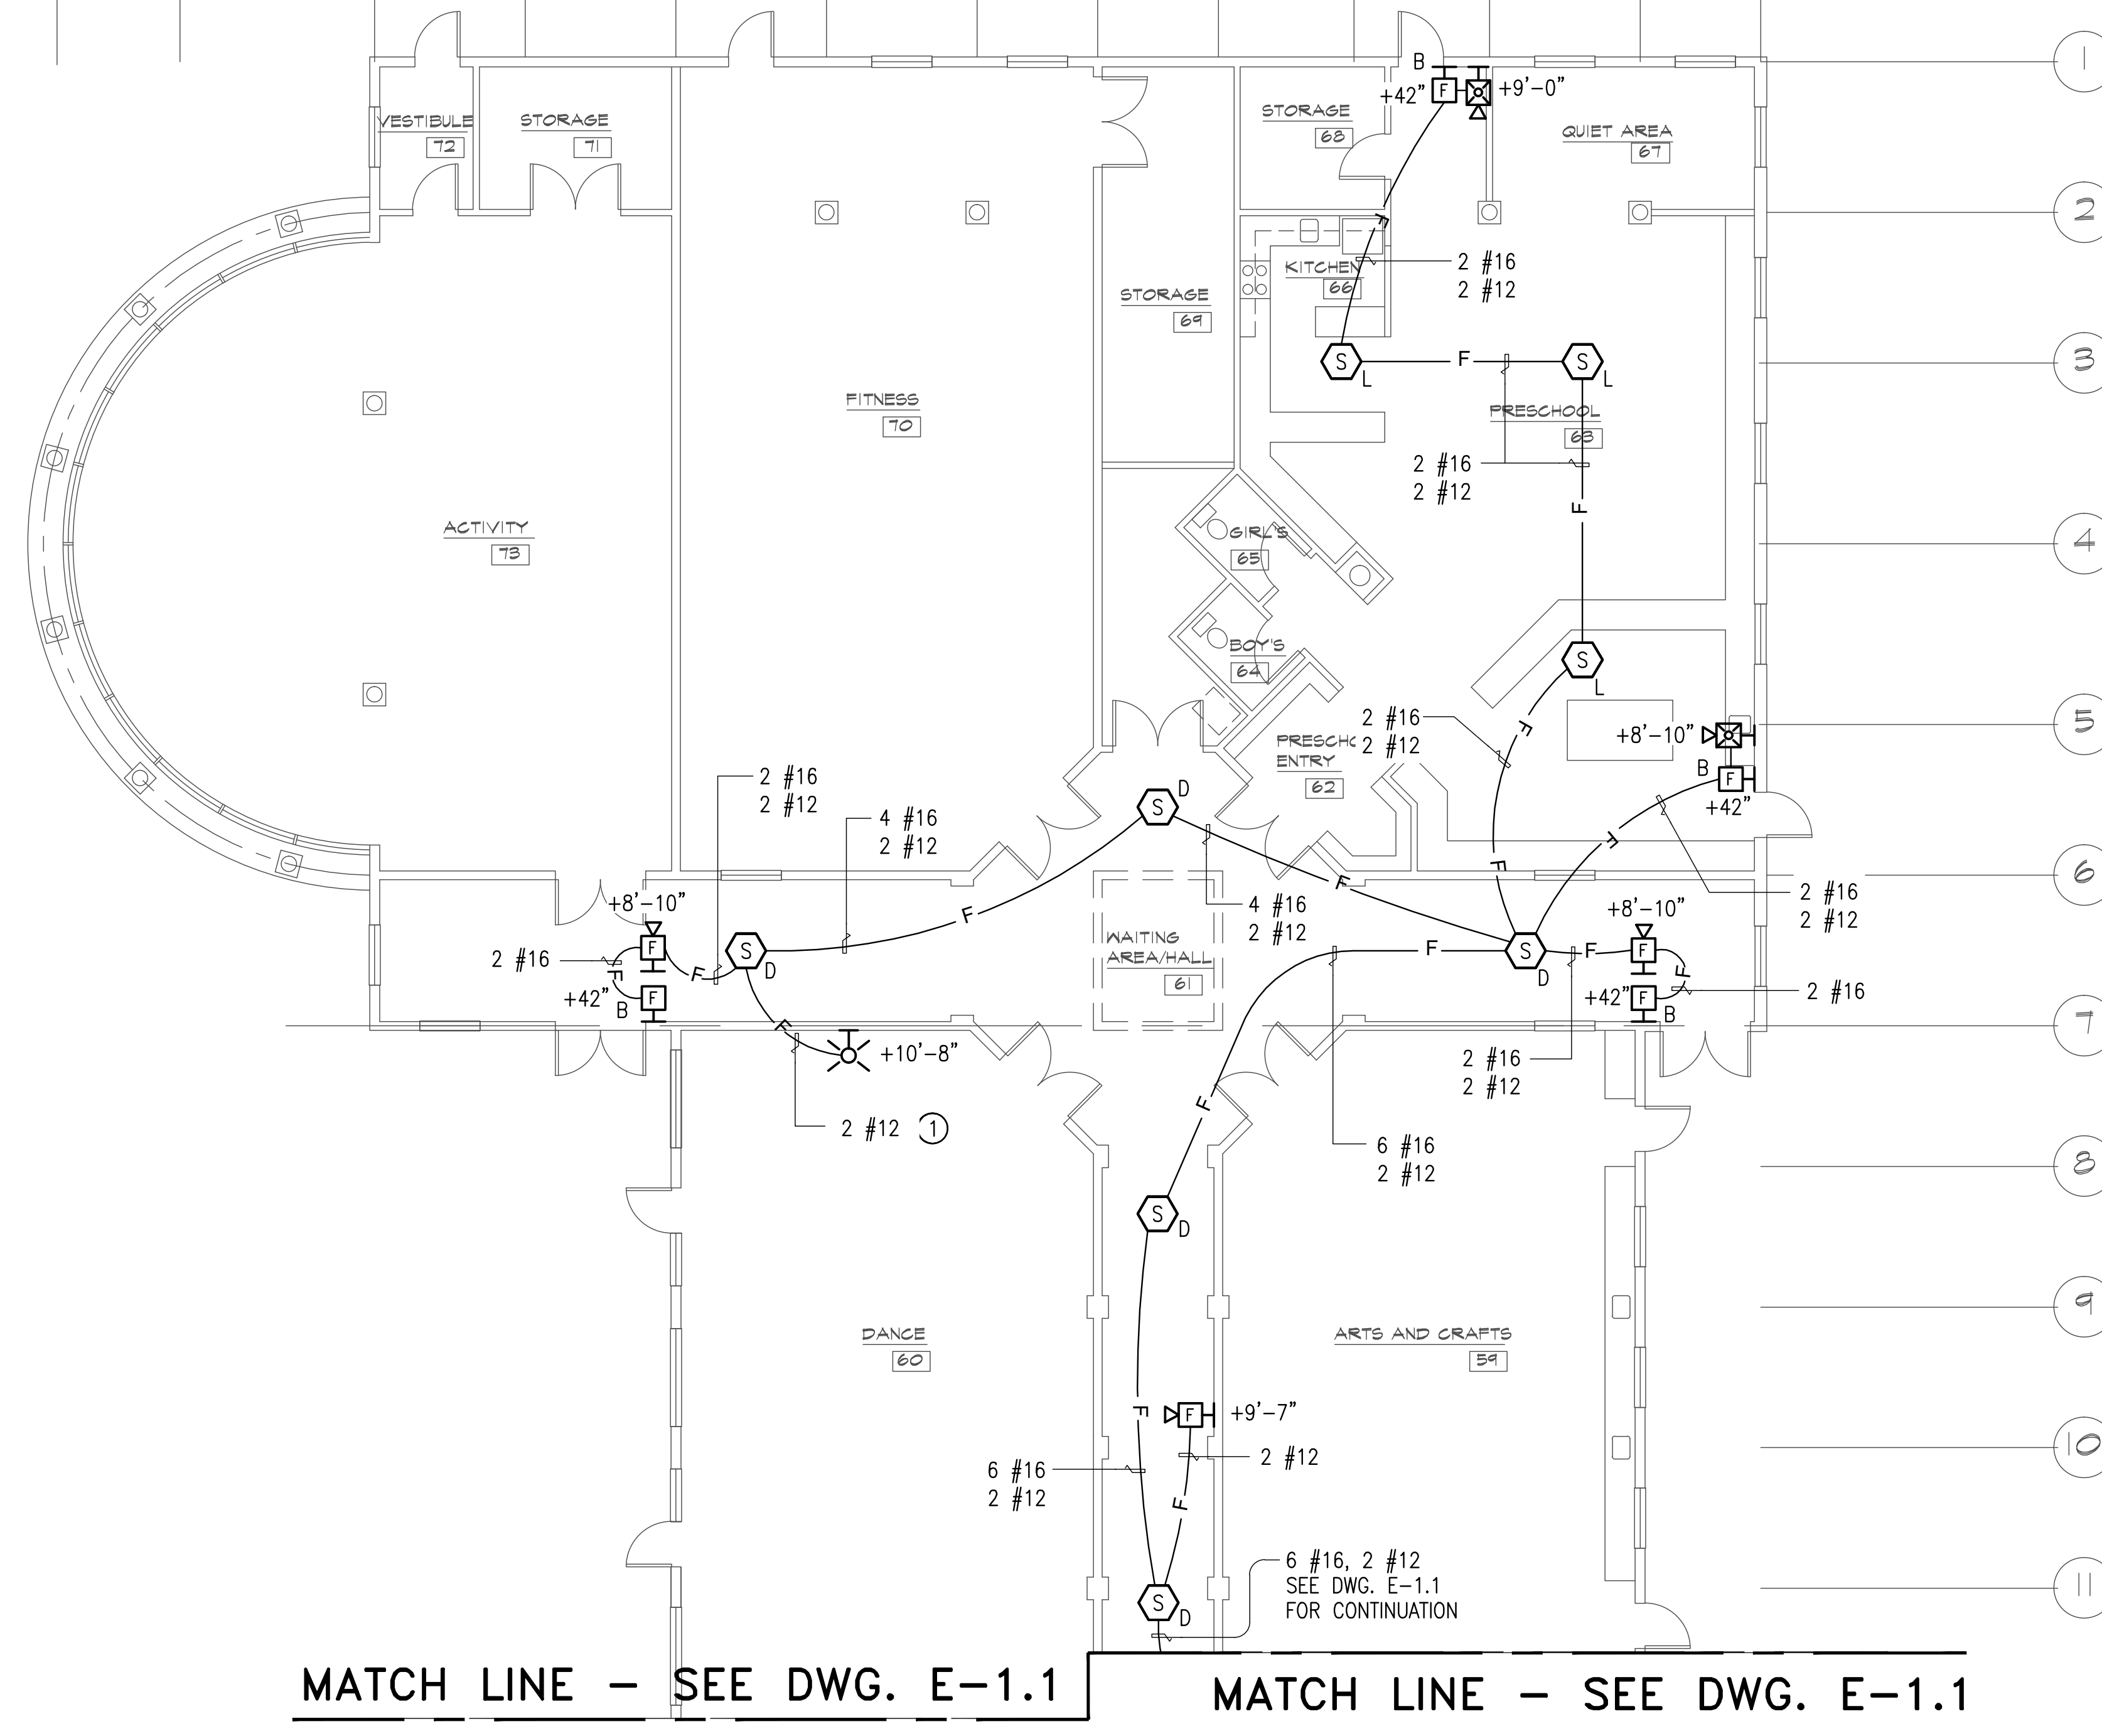 1
B
+42"
F
+9'-0"
VESTIBULE
72
STORAGE
71
STORAGE
68
QUIET AREA
67
2
F
2 #16
2 #12
KITCHEN
66
STORAGE
69
3
S
L
F
S
L
FITNESS
70
PRESCHOOL
63
2 #16
2 #12
F
ACTIVITY
73
GIRL'S
65
4
BOY'S
64
S
L
2 #16
2 #12
F
+8'-10"
5
PRESCH
ENTRY
62
B
F
+42"
2 #16
2 #12
S
D
4 #16
2 #12
F
F
6
F
2 #16
2 #12
+8'-10"
F
4 #16
2 #12
+8'-10"
F
WAITING
AREA/HALL
61
2 #16
F
F
S
D
F
S
D
F
F
F
2 #16
+42"
B
F
+42"
F
B
7
F
+10'-8"
2 #16
2 #12
2 #12
1
F
6 #16
2 #12
8
S
D
9
DANCE
60
ARTS AND CRAFTS
59
F
F
+9'-7"
10
2 #12
6 #16
2 #12
F
6 #16, 2 #12
SEE DWG. E-1.1
FOR CONTINUATION
11
S
D
MATCH LINE - SEE DWG. E-1.1
MATCH LINE - SEE DWG. E-1.1